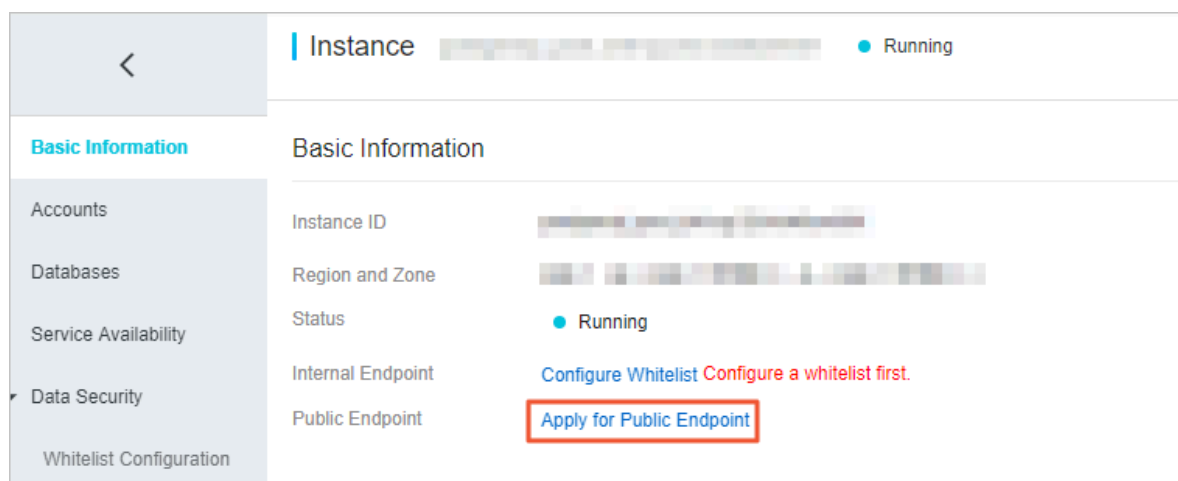 Instance
Running
Basic Information
Basic Information
Accounts
Instance ID
Databases
Region and Zone
Service Availability
Status
Running
Internal Endpoint
Configure Whitelist Configure a whitelist first.
Data Security
Public Endpoint
Apply for Public Endpoint
Whitelist Configuration